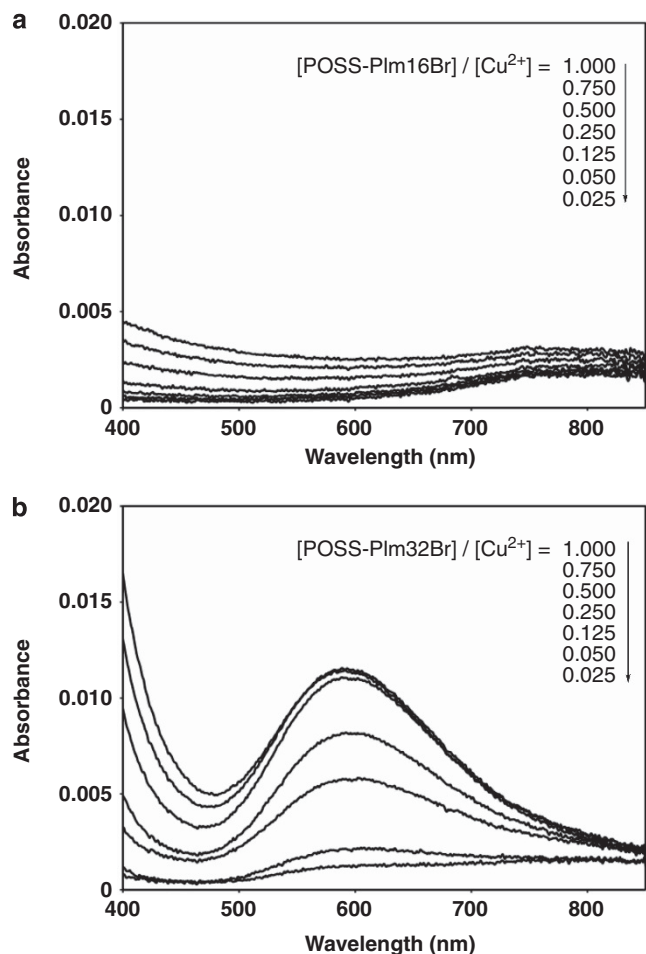 a
0.020
[POSS-PIm16Br] / [Cu2+] = 1.000
0.750
0.500
0.250
0.125
0.050
0.025
0.015
0.010
0.005
0
Absorbance
400 500 600 700 800
Wavelength (nm)
b
0.020
[POSS-PIm32Br] / [Cu2+] = 1.000
0.750
0.500
0.250
0.125
0.050
0.025
0.015
0.010
0.005
0
Absorbance
400 500 600 700 800
Wavelength (nm)